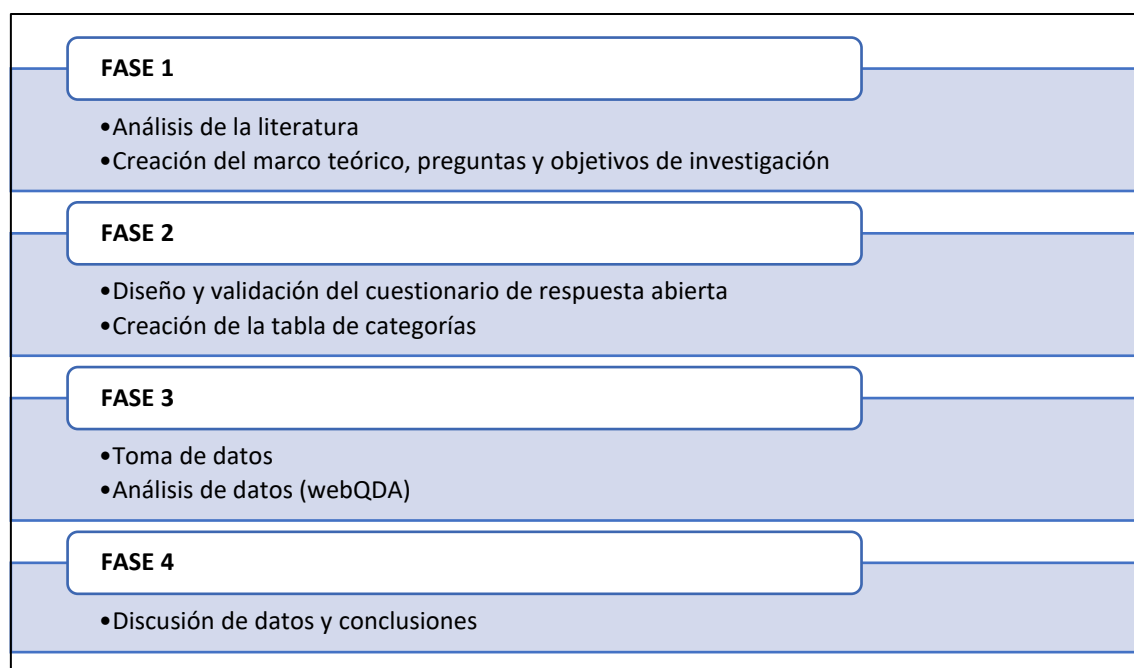 FASE 1
•Análisis de la literatura
•Creación del marco teórico, preguntas y objetivos de investigación
FASE 2
•Diseño y validación del cuestionario de respuesta abierta
•Creación de la tabla de categorías
FASE 3
•Toma de datos
•Análisis de datos (webQDA)
FASE 4
•Discusión de datos y conclusiones